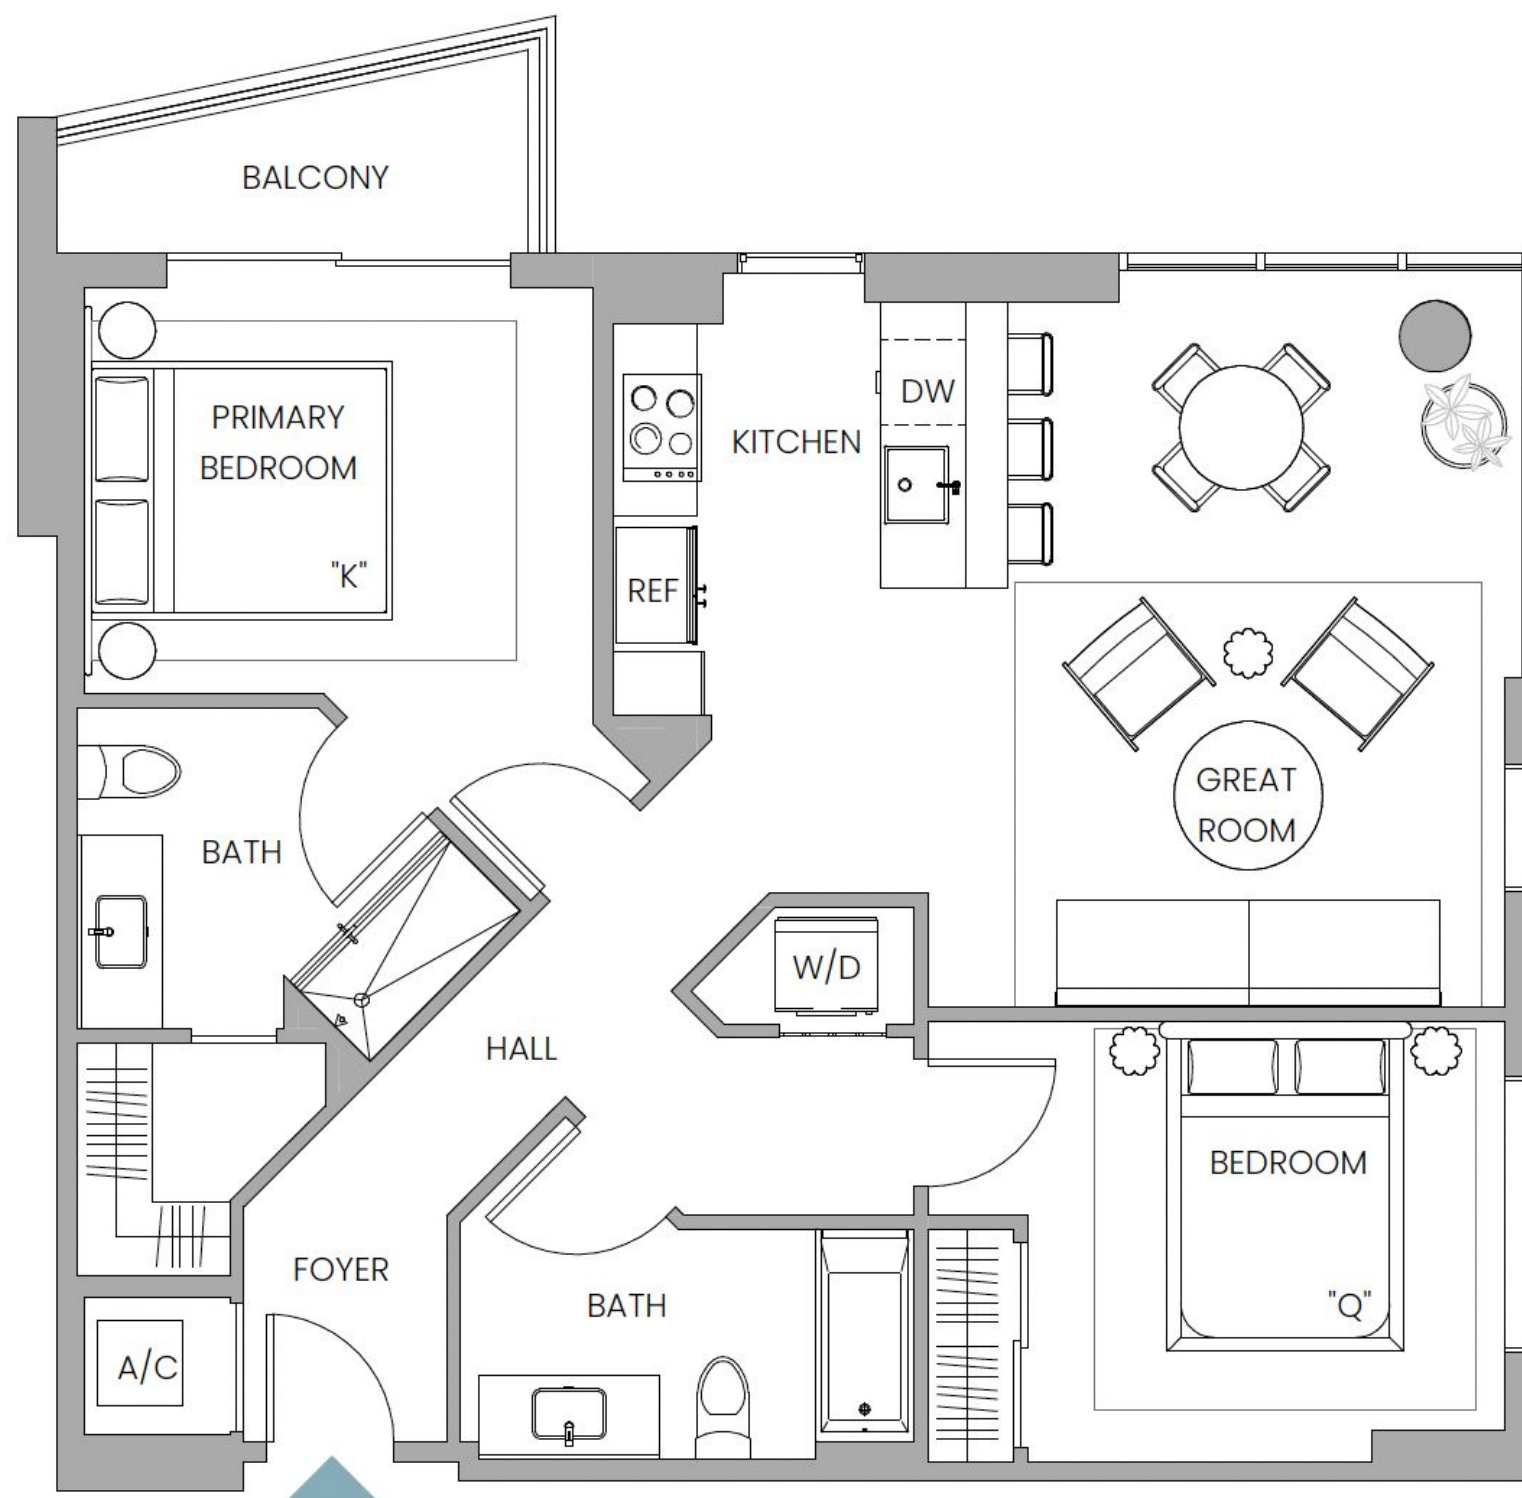 BALCONY
PRIMARY
BEDROOM
"K"
KITCHEN
DW
REF
GREAT
ROOM
BATH
W/D
HALL
BEDROOM
"Q"
FOYER
BATH
A/C